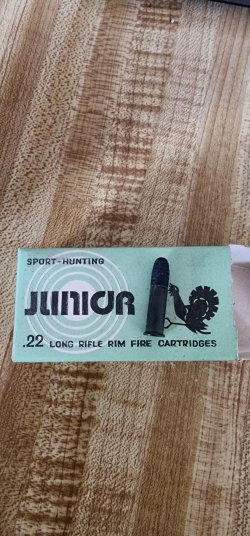 SPORT-HUNTING
JUNIOR
.22 LONG RIFLE RIM FIRE CARTRIDGES